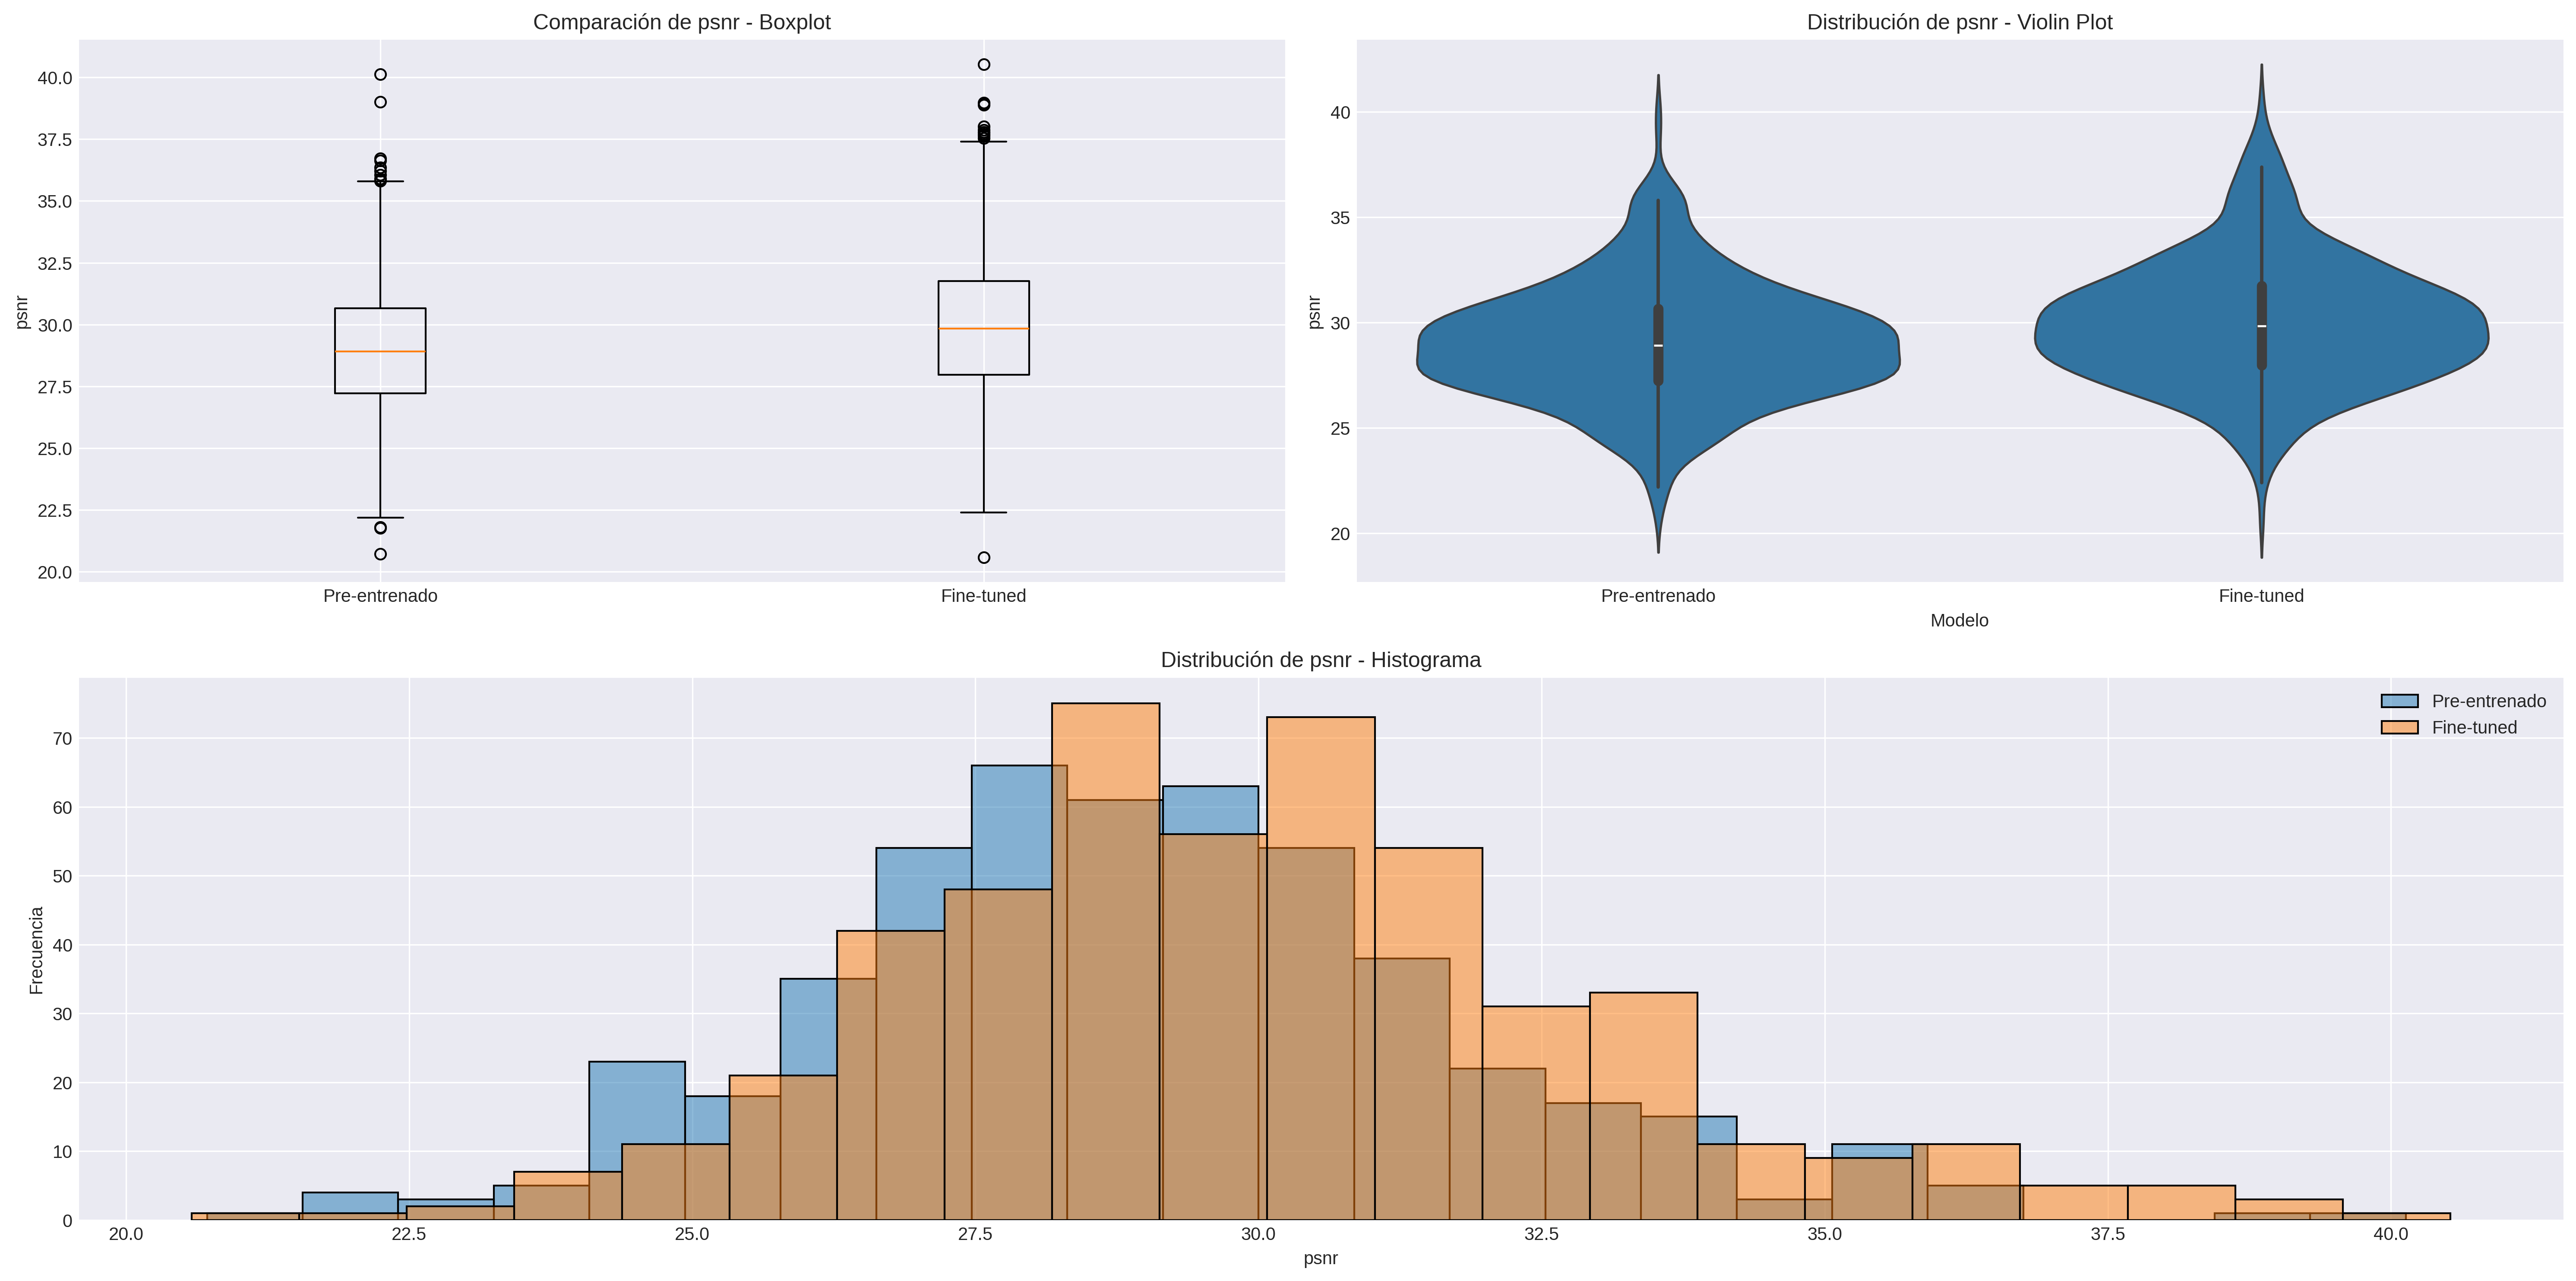 Comparación de psnr - Boxplot
psnr
40.0
37.5
35.0
32.5
30.0
27.5
25.0
22.5
20.0
Pre-entrenado
Fine-tuned
Distribución de psnr - Violin Plot
psnr
40
35
30
25
20
Pre-entrenado
Fine-tuned
Modelo
Distribución de psnr - Histograma
Pre-entrenado
Fine-tuned
Frecuencia
70
60
50
40
30
20
10
0
20.0 22.5 25.0 27.5 30.0 32.5 35.0 37.5 40.0
psnr